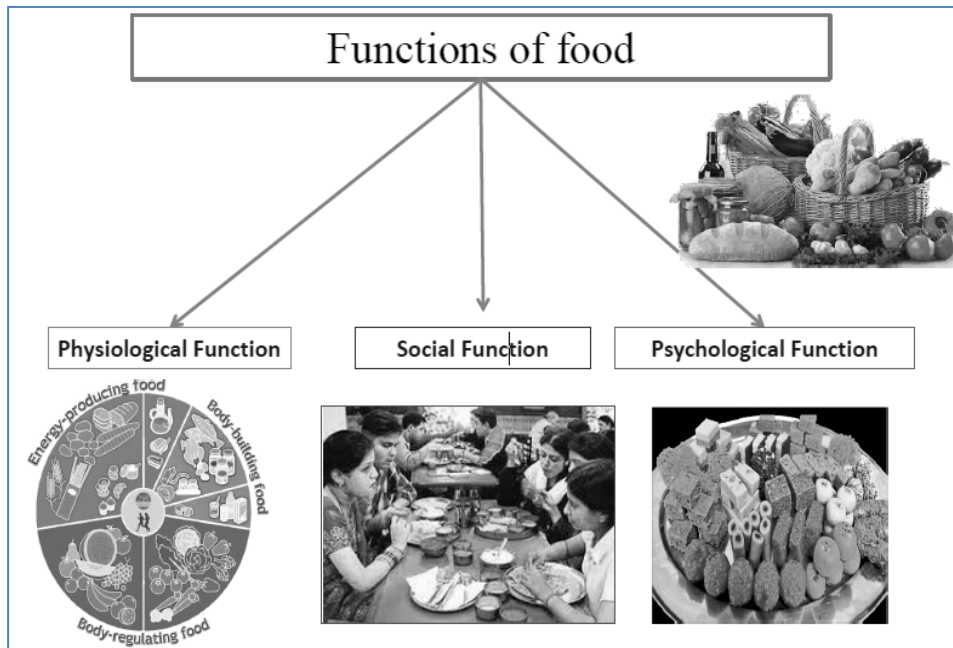 Functions of food
Physiological Function
Social Function
Psychological Function
Energy-producing food
Body-building food
Body-regulating food